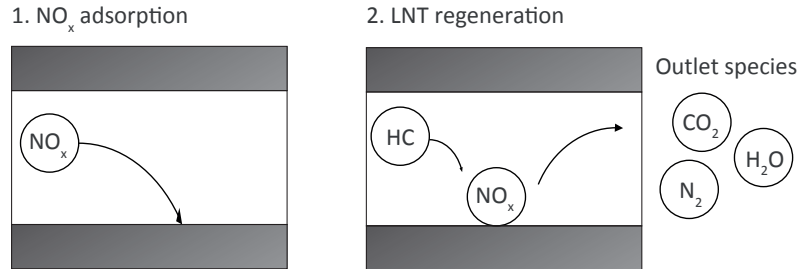 1. NOx adsorption
2. LNT regeneration
Outlet species
NOx
HC
NOx
CO2
H2O
N2